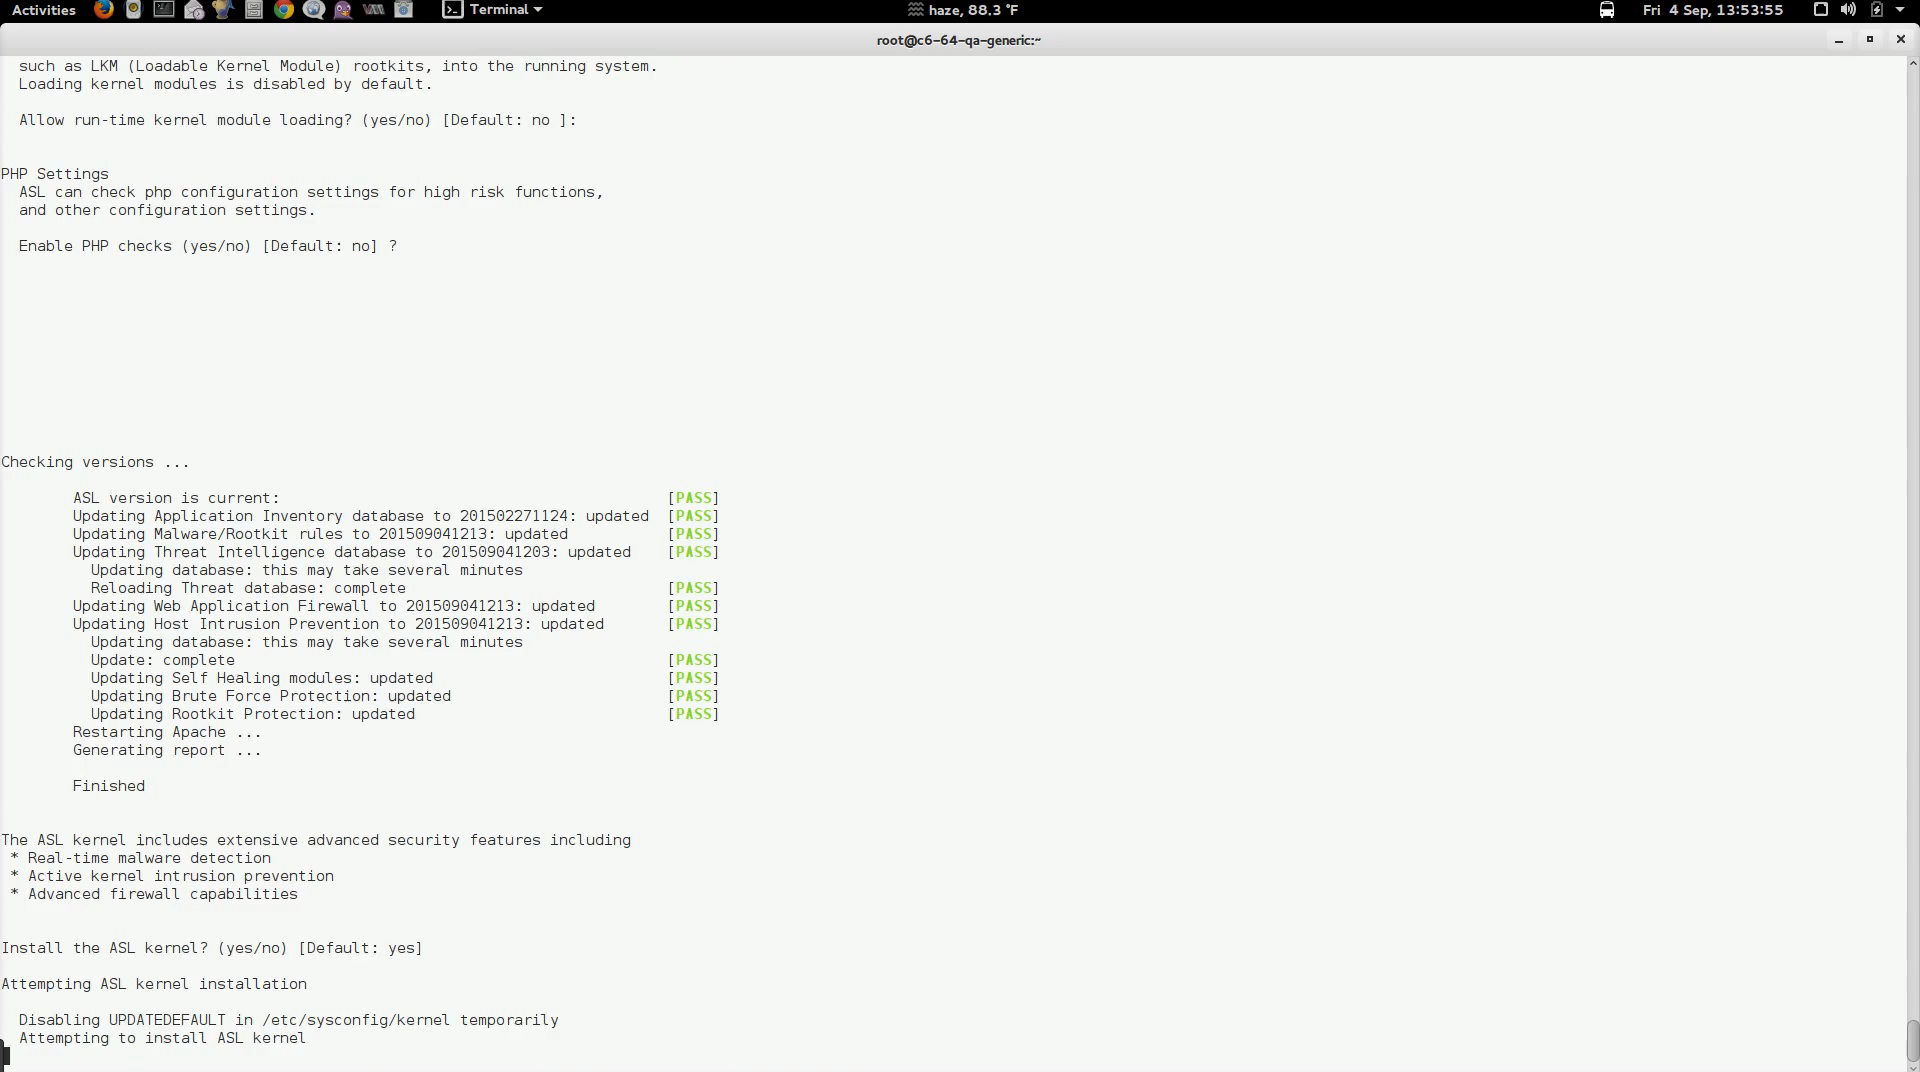 Activities
Terminal
haze, 88.3 °F
Fri 4 Sep, 13:53:55
root@c6-64-qa-generic:~
such as LKM (Loadable Kernel Module) rootkits, into the running system.
Loading kernel modules is disabled by default.
Allow run-time kernel module loading? (yes/no) [Default: no ]:
PHP Settings
ASL can check php configuration settings for high risk functions,
and other configuration settings.
Enable PHP checks (yes/no) [Default: no] ?
Checking versions ...
ASL version is current: [PASS]
Updating Application Inventory database to 201502271124: updated [PASS]
Updating Malware/Rootkit rules to 201509041213: updated [PASS]
Updating Threat Intelligence database to 201509041203: updated [PASS]
Updating database: this may take several minutes
Reloading Threat database: complete [PASS]
Updating Web Application Firewall to 201509041213: updated [PASS]
Updating Host Intrusion Prevention to 201509041213: updated [PASS]
Updating database: this may take several minutes
Update: complete [PASS]
Updating Self Healing modules: updated [PASS]
Updating Brute Force Protection: updated [PASS]
Updating Rootkit Protection: updated [PASS]
Restarting Apache ...
Generating report ...
Finished
The ASL kernel includes extensive advanced security features including
* Real-time malware detection
* Active kernel intrusion prevention
* Advanced firewall capabilities
Install the ASL kernel? (yes/no) [Default: yes]
Attempting ASL kernel installation
Disabling UPDATEDEFAULT in /etc/sysconfig/kernel temporarily
Attempting to install ASL kernel